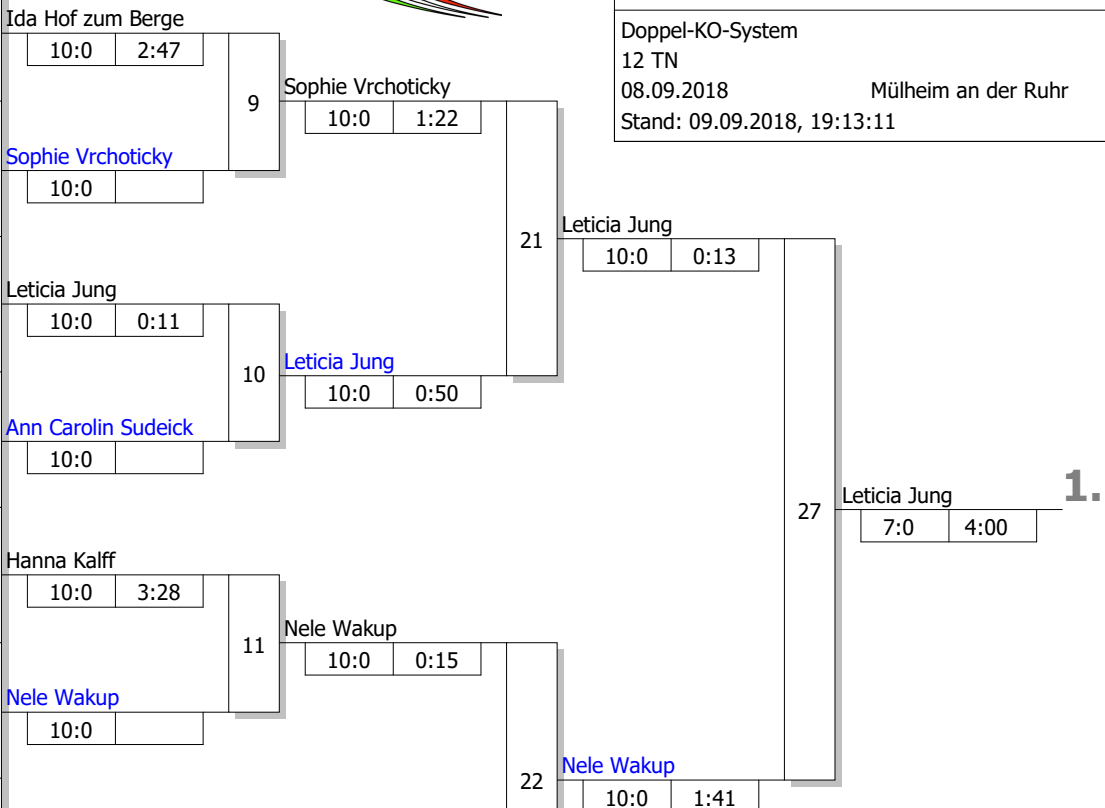 Ida Hof zum Berge
10:0 2:47
Doppel-KO-System
12 TN
08.09.2018 Mülheim an der Ruhr
Stand: 09.09.2018, 19:13:11
9
Sophie Vrchoticky
10:0 1:22
Sophie Vrchoticky
10:0
21
Leticia Jung
10:0 0:13
Leticia Jung
10:0 0:11
10
Leticia Jung
10:0 0:50
Ann Carolin Sudeick
10:0
27
Leticia Jung
7:0 4:00
1.
Hanna Kalff
10:0 3:28
11
Nele Wakup
10:0 0:15
Nele Wakup
10:0
22
Nele Wakup
10:0 1:41